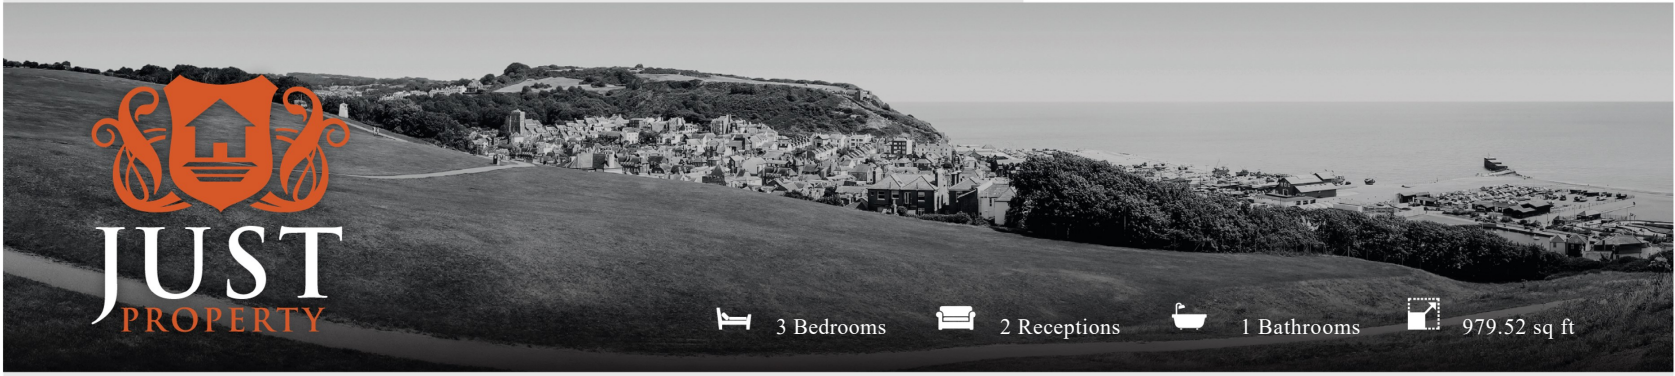 JUST
PROPERTY
3 Bedrooms
2 Receptions
1 Bathrooms
979.52 sq ft